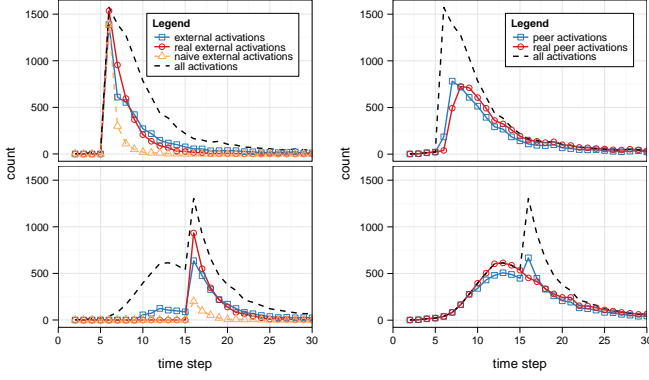 Legend
external activations
real external activations
naive external activations
all activations
1500
1000
500
0
Legend
peer activations
real peer activations
all activations
1500
1000
500
0
count
count
1500
1000
500
0
0 5 10 15 20 25 30
time step
1500
1000
500
0
0 5 10 15 20 25 30
time step